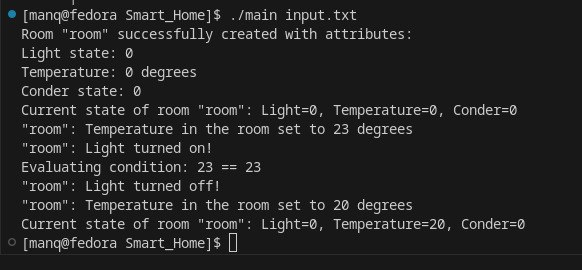 [manq@fedora Smart_Home]$ ./main input.txt
Room "room" successfully created with attributes:
Light state: 0
Temperature: 0 degrees
Conder state: 0
Current state of room "room": Light=0, Temperature=0, Conder=0
"room": Temperature in the room set to 23 degrees
"room": Light turned on!
Evaluating condition: 23 == 23
"room": Light turned off!
"room": Temperature in the room set to 20 degrees
Current state of room "room": Light=0, Temperature=20, Conder=0
[manq@fedora Smart_Home]$